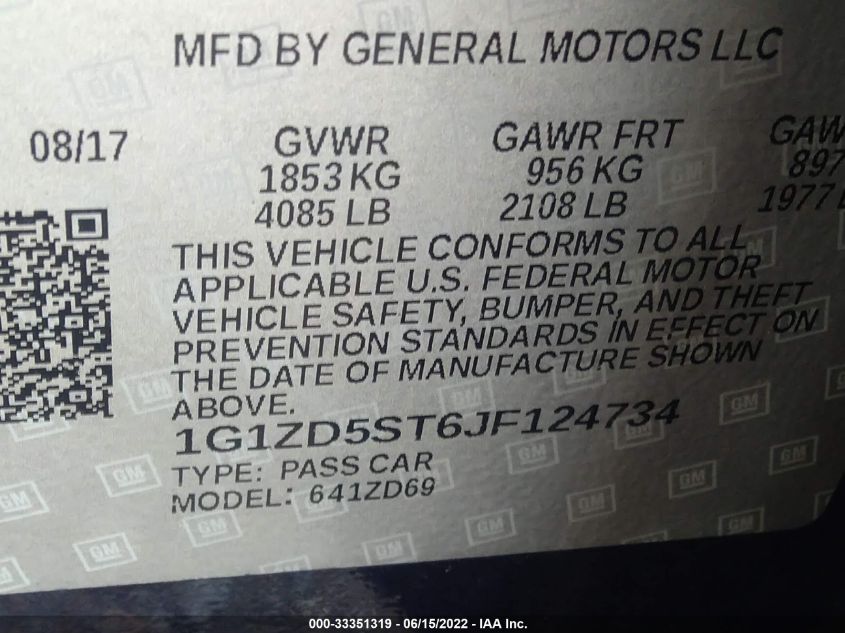 MFD BY GENERAL MOTORS LLC
08/17 GVWR GAWR FRT
1853 KG 956 KG
4085 LB 2108 LB 1977
THIS VEHICLE CONFORMS TO ALL
APPLICABLE U.S. FEDERAL MOTOR
VEHICLE SAFETY, BUMPER, AND THEFT
PREVENTION STANDARDS IN EFFECT ON
THE DATE OF MANUFACTURE SHOWN
ABOVE.
1G1ZD5ST6JF124734
TYPE: PASS CAR
MODEL: 641ZD69
000-33351319 - 06/15/2022 - IAA Inc.